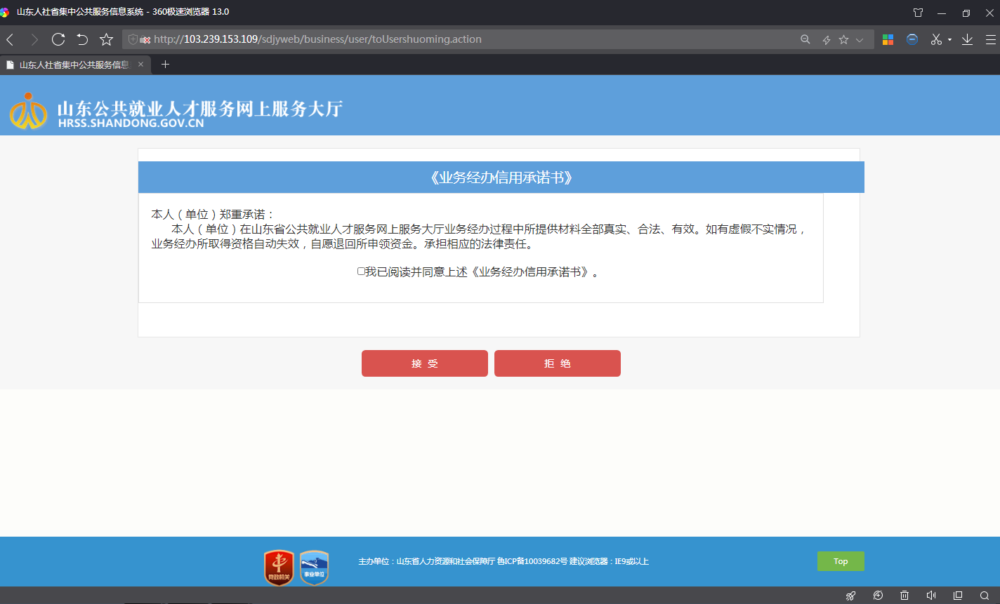 山东人社省集中公共服务信息系统 - 360极速浏览器 13.0
http://103.239.153.109/sdjyweb/business/user/toUsershuoming.action
山东人社省集中公共服务信息
山东公共就业人才服务网上服务大厅
HRSS.SHANDONG.GOV.CN
《业务经办信用承诺书》
本人（单位）郑重承诺：
本人（单位）在山东省公共就业人才服务网上服务大厅业务经办过程中所提供材料全部真实、合法、有效。如有虚假不实情况，
业务经办所取得资格自动失效，自愿退回所申领资金。承担相应的法律责任。
我已阅读并同意上述《业务经办信用承诺书》。
接 受 拒 绝
党政机关 事业单位 主办单位：山东省人力资源和社会保障厅 鲁ICP备10039682号 建议浏览器：IE9或以上 Top